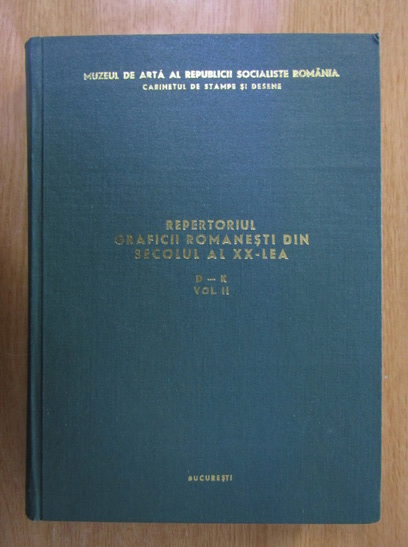 MUZEUL DE ARTĂ AL REPUBLICII SOCIALISTE ROMÂNIA
CABINETUL DE STAMPE ȘI DESENE
REPERTORIUL
GRAFICII ROMANEȘTI DIN
SECOLUL AL XX-LEA
D — K
VOL. II
BUCUREȘTI